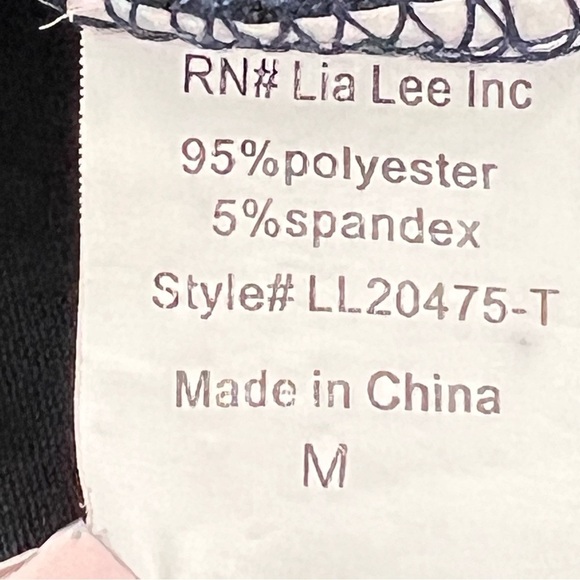 RN# Lia Lee Inc
95%polyester
5%spandex
Style# LL20475-T
Made in China
M